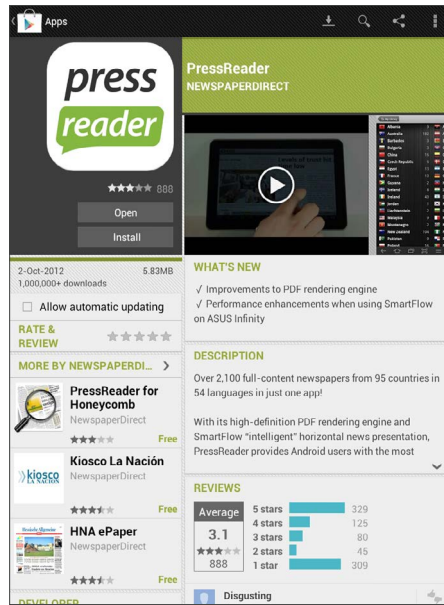 Apps
press
reader
PressReader
NEWSPAPERDIRECT
888
Open
Install
2-Oct-2012 5.83MB
1,000,000+ downloads
Allow automatic updating
RATE &
REVIEW
MORE BY NEWSPAPERDI...
PressReader for
Honeycomb
NewspaperDirect
Free
kiosco
LA NACION
Kiosco La Nación
NewspaperDirect
Free
HNA ePaper
NewspaperDirect
Free
DEVELOPER
WHAT'S NEW
√ Improvements to PDF rendering engine
√ Performance enhancements when using SmartFlow
on ASUS Infinity
DESCRIPTION
Over 2,100 full-content newspapers from 95 countries in
54 languages in just one app!
With its high-definition PDF rendering engine and
SmartFlow “intelligent” horizontal news presentation,
PressReader provides Android users with the most
REVIEWS
Average
3.1
888
5 stars 329
4 stars 125
3 stars 80
2 stars 45
1 star 309
Disgusting